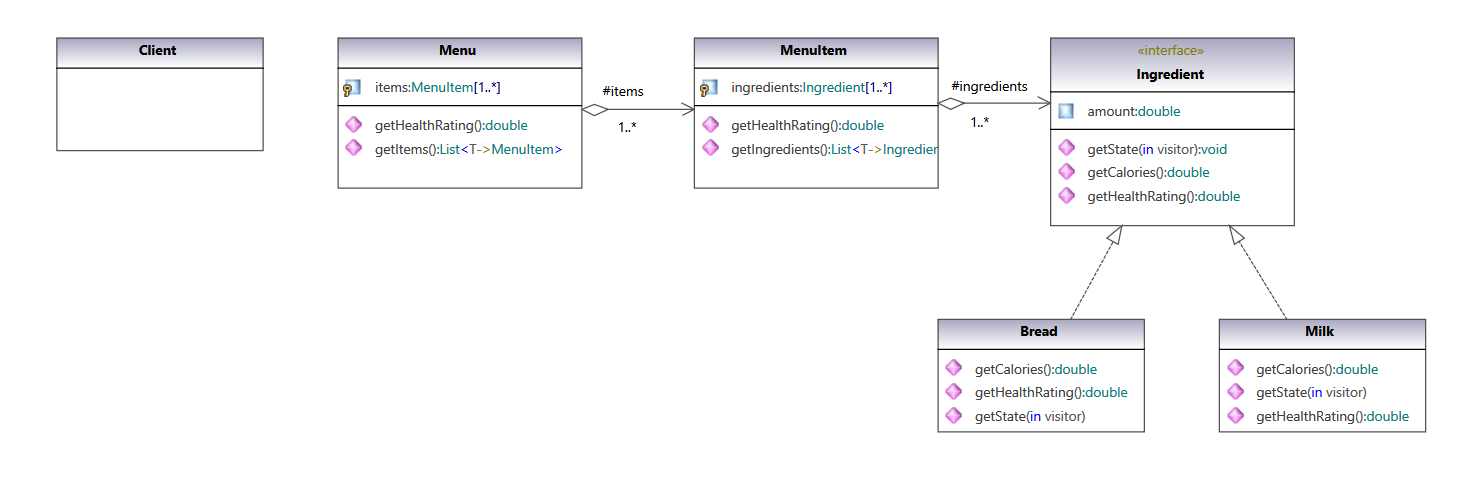 Client
Menu
items:MenuItem[1..*]
getHealthRating():double
getItems():List<T->MenuItem>
#items
1..*
MenuItem
ingredients:Ingredient[1..*]
getHealthRating():double
getIngredients():List<T->Ingredier
#ingredients
1..*
«interface»
Ingredient
amount:double
getState(in visitor):void
getCalories():double
getHealthRating():double
Bread
getCalories():double
getHealthRating():double
getState(in visitor)
Milk
getCalories():double
getState(in visitor)
getHealthRating():double